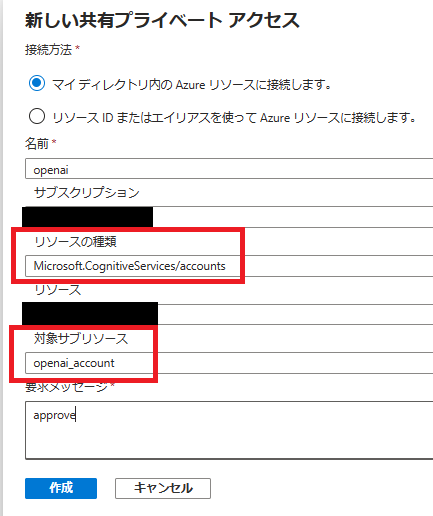 新しい共有プライベート アクセス
接続方法 *
マイ ディレクトリ内の Azure リソースに接続します。
リソース ID またはエイリアスを使って Azure リソースに接続します。
名前 *
openai
サブスクリプション
リソースの種類
Microsoft.CognitiveServices/accounts
リソース
対象サブリソース
openai_account
要求メッセージ *
approve
作成 キャンセル